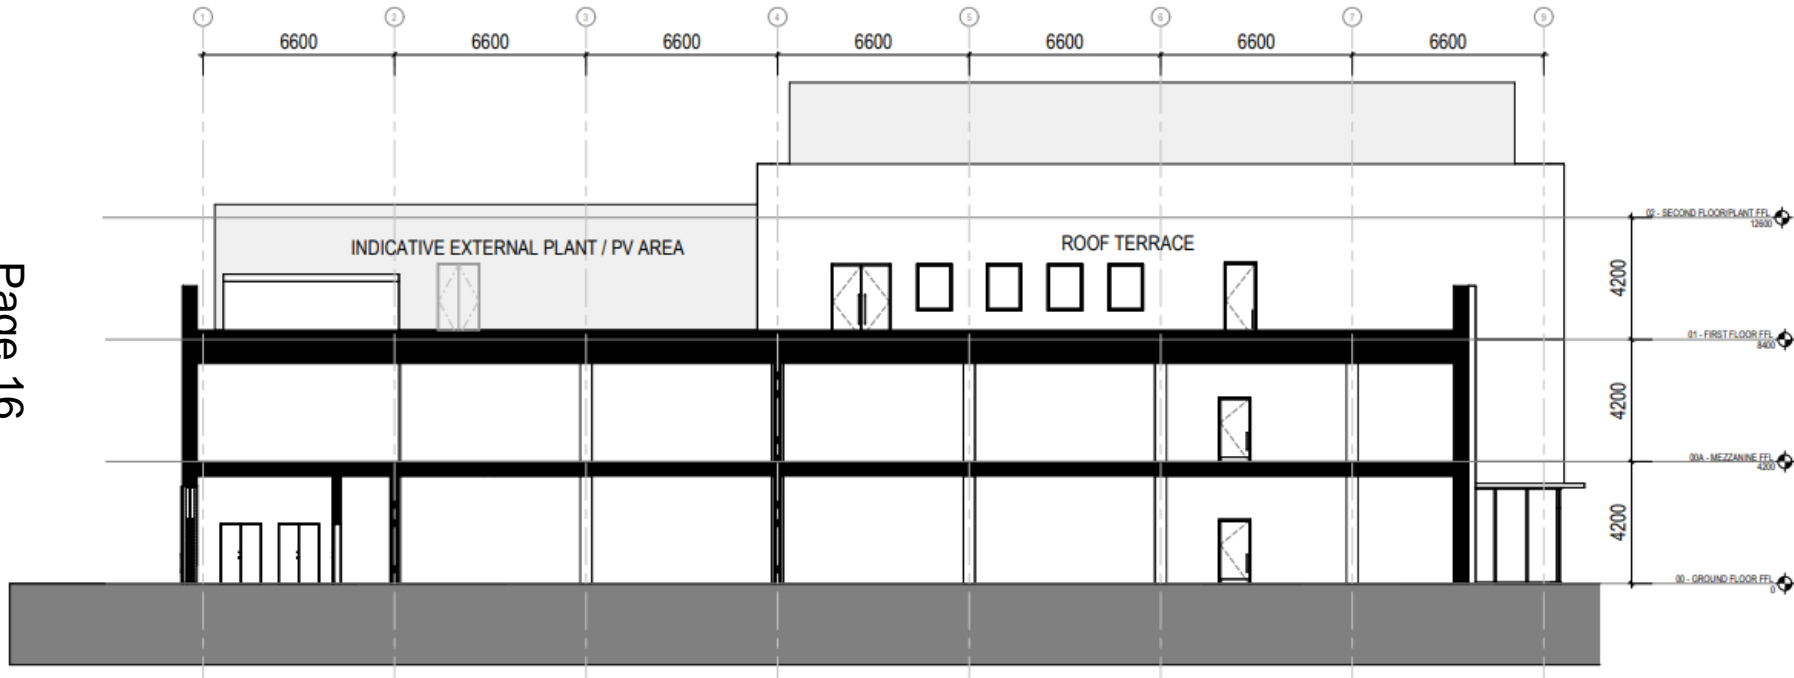 1 2 3 4 5 6 7 9
6600 6600 6600 6600 6600 6600 6600
INDICATIVE EXTERNAL PLANT / PV AREA
ROOF TERRACE
02 - SECOND FLOOR/PLANT FFL
12600
4200
01 - FIRST FLOOR FFL
8400
4200
00A - MEZZANINE FFL
4200
4200
00 - GROUND FLOOR FFL
0
Page 16